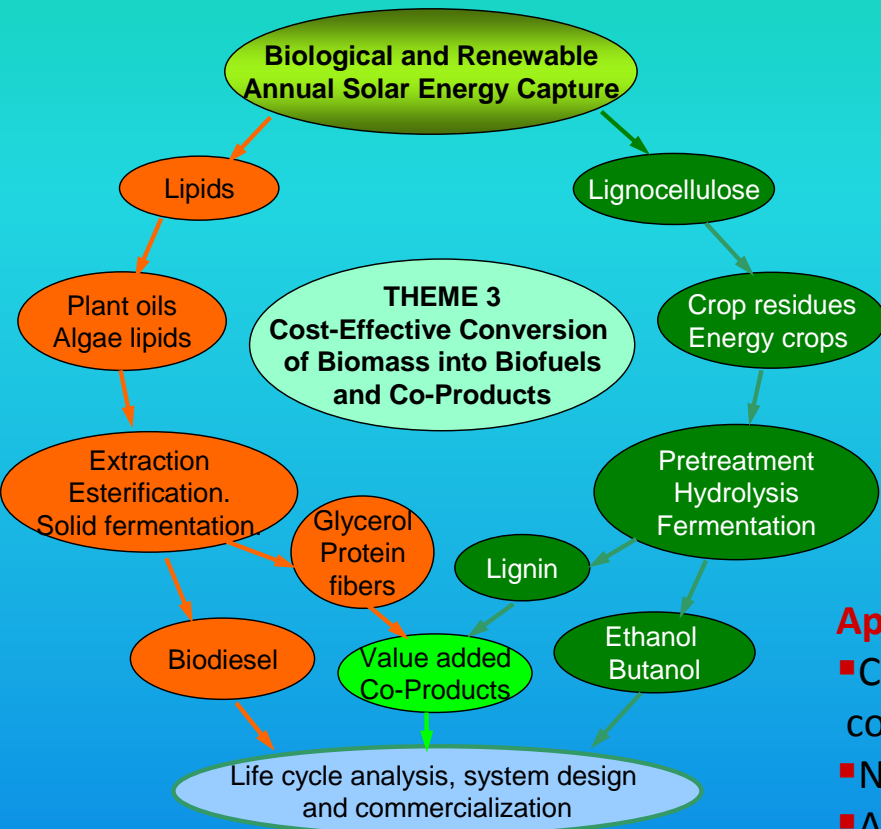 Biological and Renewable
Annual Solar Energy Capture
Lipids
Lignocellulose
Plant oils
Algae lipids
THEME 3
Cost-Effective Conversion
of Biomass into Biofuels
and Co-Products
Crop residues
Energy crops
Extraction
Esterification.
Solid fermentation.
Glycerol
Protein
fibers
Lignin
Pretreatment
Hydrolysis
Fermentation
Biodiesel
Value added
Co-Products
Ethanol
Butanol
Life cycle analysis, system design
and commercialization